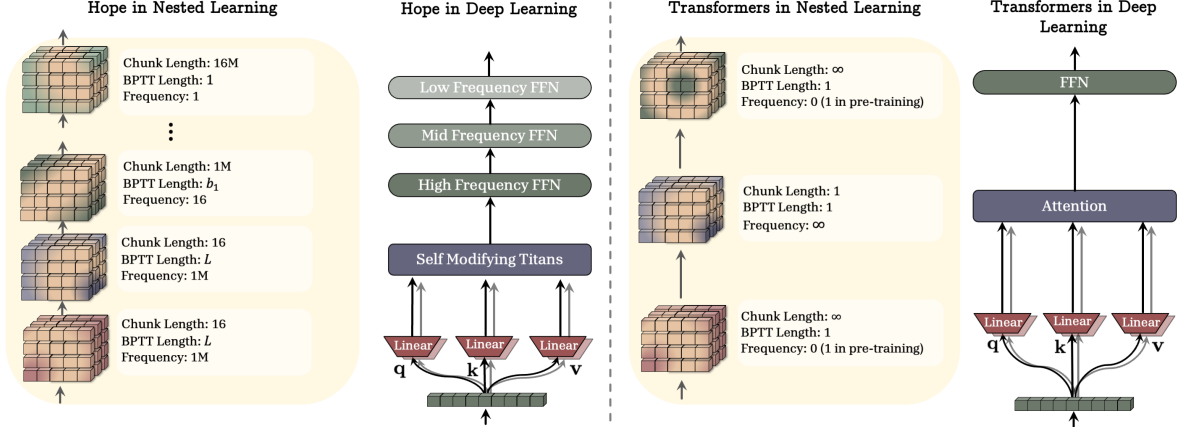 Hope in Nested Learning
Chunk Length: 16M
BPTT Length: 1
Frequency: 1
Chunk Length: 1M
BPTT Length: b₁
Frequency: 16
Chunk Length: 16
BPTT Length: L
Frequency: 1M
Chunk Length: 16
BPTT Length: L
Frequency: 1M
Hope in Deep Learning
Low Frequency FFN
Mid Frequency FFN
High Frequency FFN
Self Modifying Titans
Linear Linear Linear
q k v
Transformers in Nested Learning
Chunk Length: ∞
BPTT Length: 1
Frequency: 0 (1 in pre-training)
Chunk Length: 1
BPTT Length: 1
Frequency: ∞
Chunk Length: ∞
BPTT Length: 1
Frequency: 0 (1 in pre-training)
Transformers in Deep
Learning
FFN
Attention
Linear Linear Linear
q k v